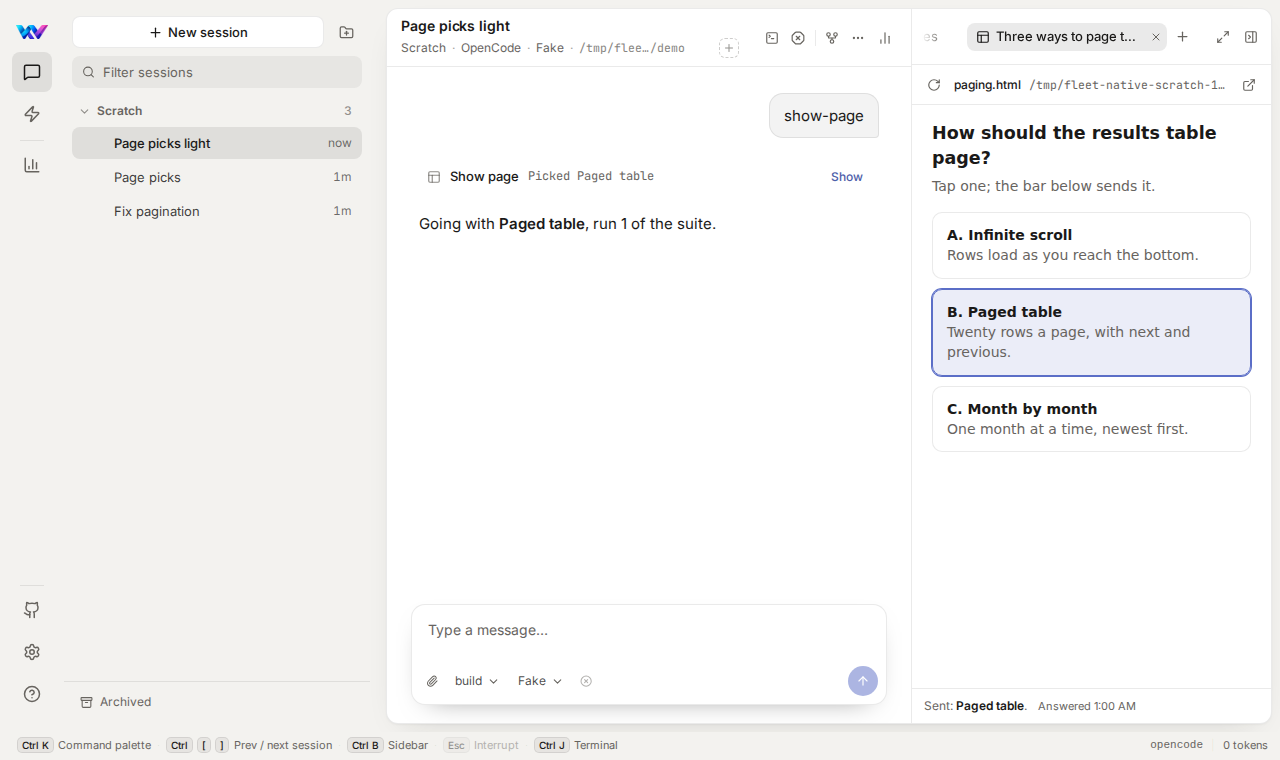 New session
Filter sessions
Scratch 3
Page picks light now
Page picks 1m
Fix pagination 1m
Archived
Page picks light
Scratch · OpenCode · Fake · /tmp/flee…/demo
show-page
Show page Picked Paged table Show
Going with Paged table, run 1 of the suite.
Type a message...
build Fake
es Three ways to page t...
paging.html /tmp/fleet-native-scratch-1…
How should the results table
page?
Tap one; the bar below sends it.
A. Infinite scroll
Rows load as you reach the bottom.
B. Paged table
Twenty rows a page, with next and
previous.
C. Month by month
One month at a time, newest first.
Sent: Paged table. Answered 1:00 AM
Ctrl K Command palette Ctrl [ ] Prev / next session Ctrl B Sidebar Esc Interrupt Ctrl J Terminal opencode 0 tokens